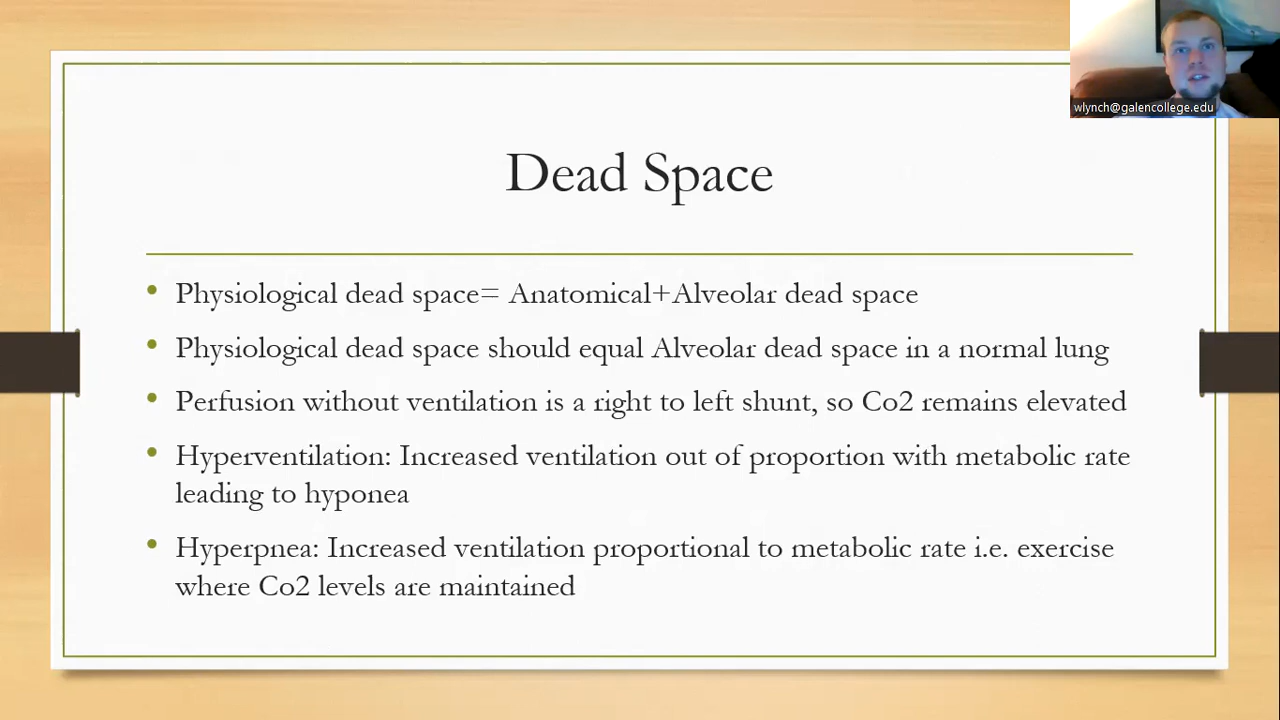 wlynch@galencollege.edu
Dead Space
• Physiological dead space= Anatomical+Alveolar dead space
• Physiological dead space should equal Alveolar dead space in a normal lung
• Perfusion without ventilation is a right to left shunt, so Co2 remains elevated
• Hyperventilation: Increased ventilation out of proportion with metabolic rate
leading to hyponea
• Hyperpnea: Increased ventilation proportional to metabolic rate i.e. exercise
where Co2 levels are maintained